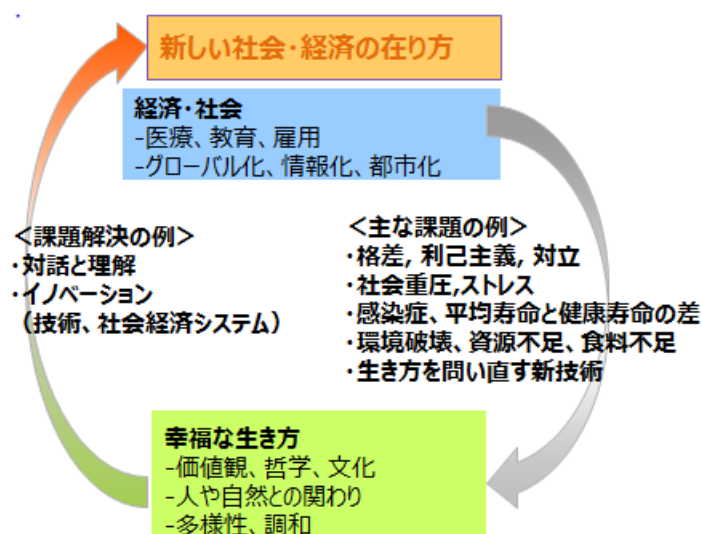 新しい社会・経済の在り方
経済・社会
-医療、教育、雇用
-グローバル化、情報化、都市化
＜課題解決の例＞
・対話と理解
・イノベーション
（技術、社会経済システム）
＜主な課題の例＞
・格差, 利己主義, 対立
・社会重圧,ストレス
・感染症、平均寿命と健康寿命の差
・環境破壊、資源不足、食料不足
・生き方を問い直す新技術
幸福な生き方
-価値観、哲学、文化
-人や自然との関わり
-多様性、調和